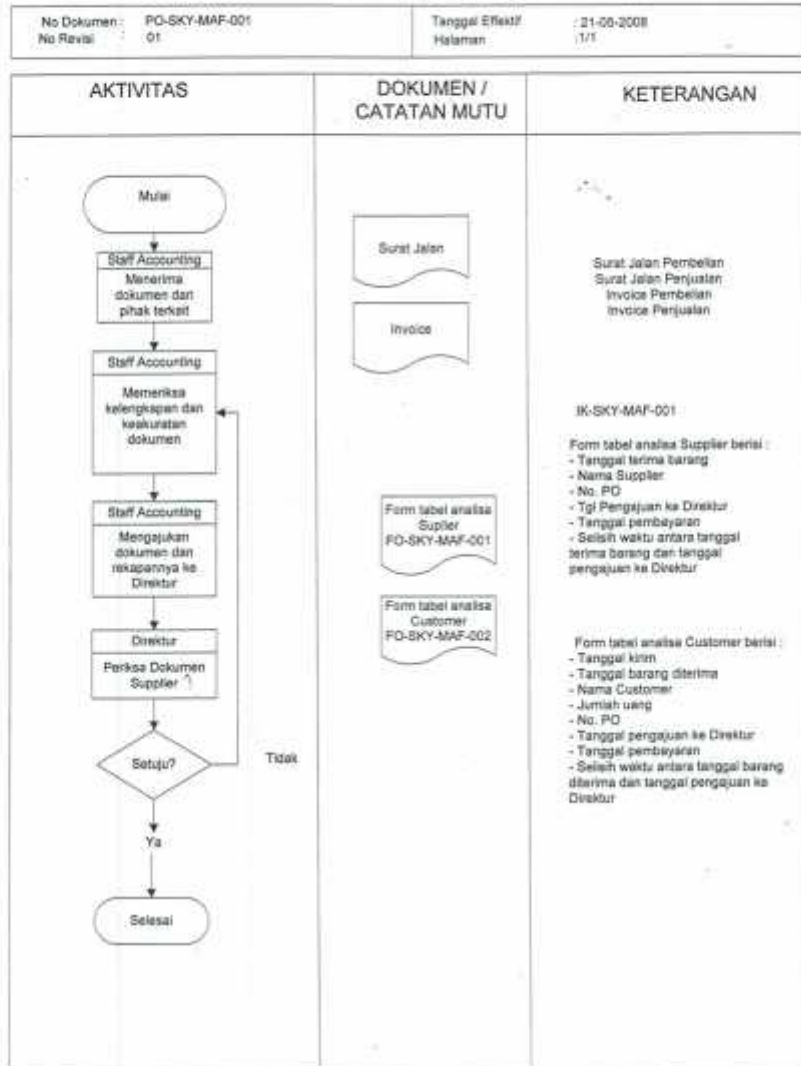 No Dokumen : PO-SKY-MAF-001
No Revisi : 01
Tanggal Effektif : 21-06-2008
Halaman : 1/1
AKTIVITAS
DOKUMEN /
CATATAN MUTU
KETERANGAN
Mulai
Staff Accounting
Menerima
dokumen dari
pihak terkait
Staff Accounting
Memeriksa
kelengkapan dan
keakuratan
dokumen
Staff Accounting
Mengajukan
dokumen dan
rekapannya ke
Direktur
Direktur
Periksa Dokumen
Supplier
Setuju?
Tidak
Ya
Selesai
Surat Jalan
Invoice
Form tabel analisa
Suplier
FO-SKY-MAF-001
Form tabel analisa
Customer
FO-SKY-MAF-002
Surat Jalan Pembelian
Surat Jalan Penjualan
Invoice Pembelian
Invoice Penjualan
IK-SKY-MAF-001
Form tabel analisa Supplier berisi :
- Tanggal terima barang
- Nama Supplier
- No. PO
- Tgl Pengajuan ke Direktur
- Tanggal pembayaran
- Selisih waktu antara tanggal
terima barang dan tanggal
pengajuan ke Direktur
Form tabel analisa Customer berisi :
- Tanggal kirim
- Tanggal barang diterima
- Nama Customer
- Jumlah uang
- No. PO
- Tanggal pengajuan ke Direktur
- Tanggal pembayaran
- Selisih waktu antara tanggal barang
diterima dan tanggal pengajuan ke
Direktur